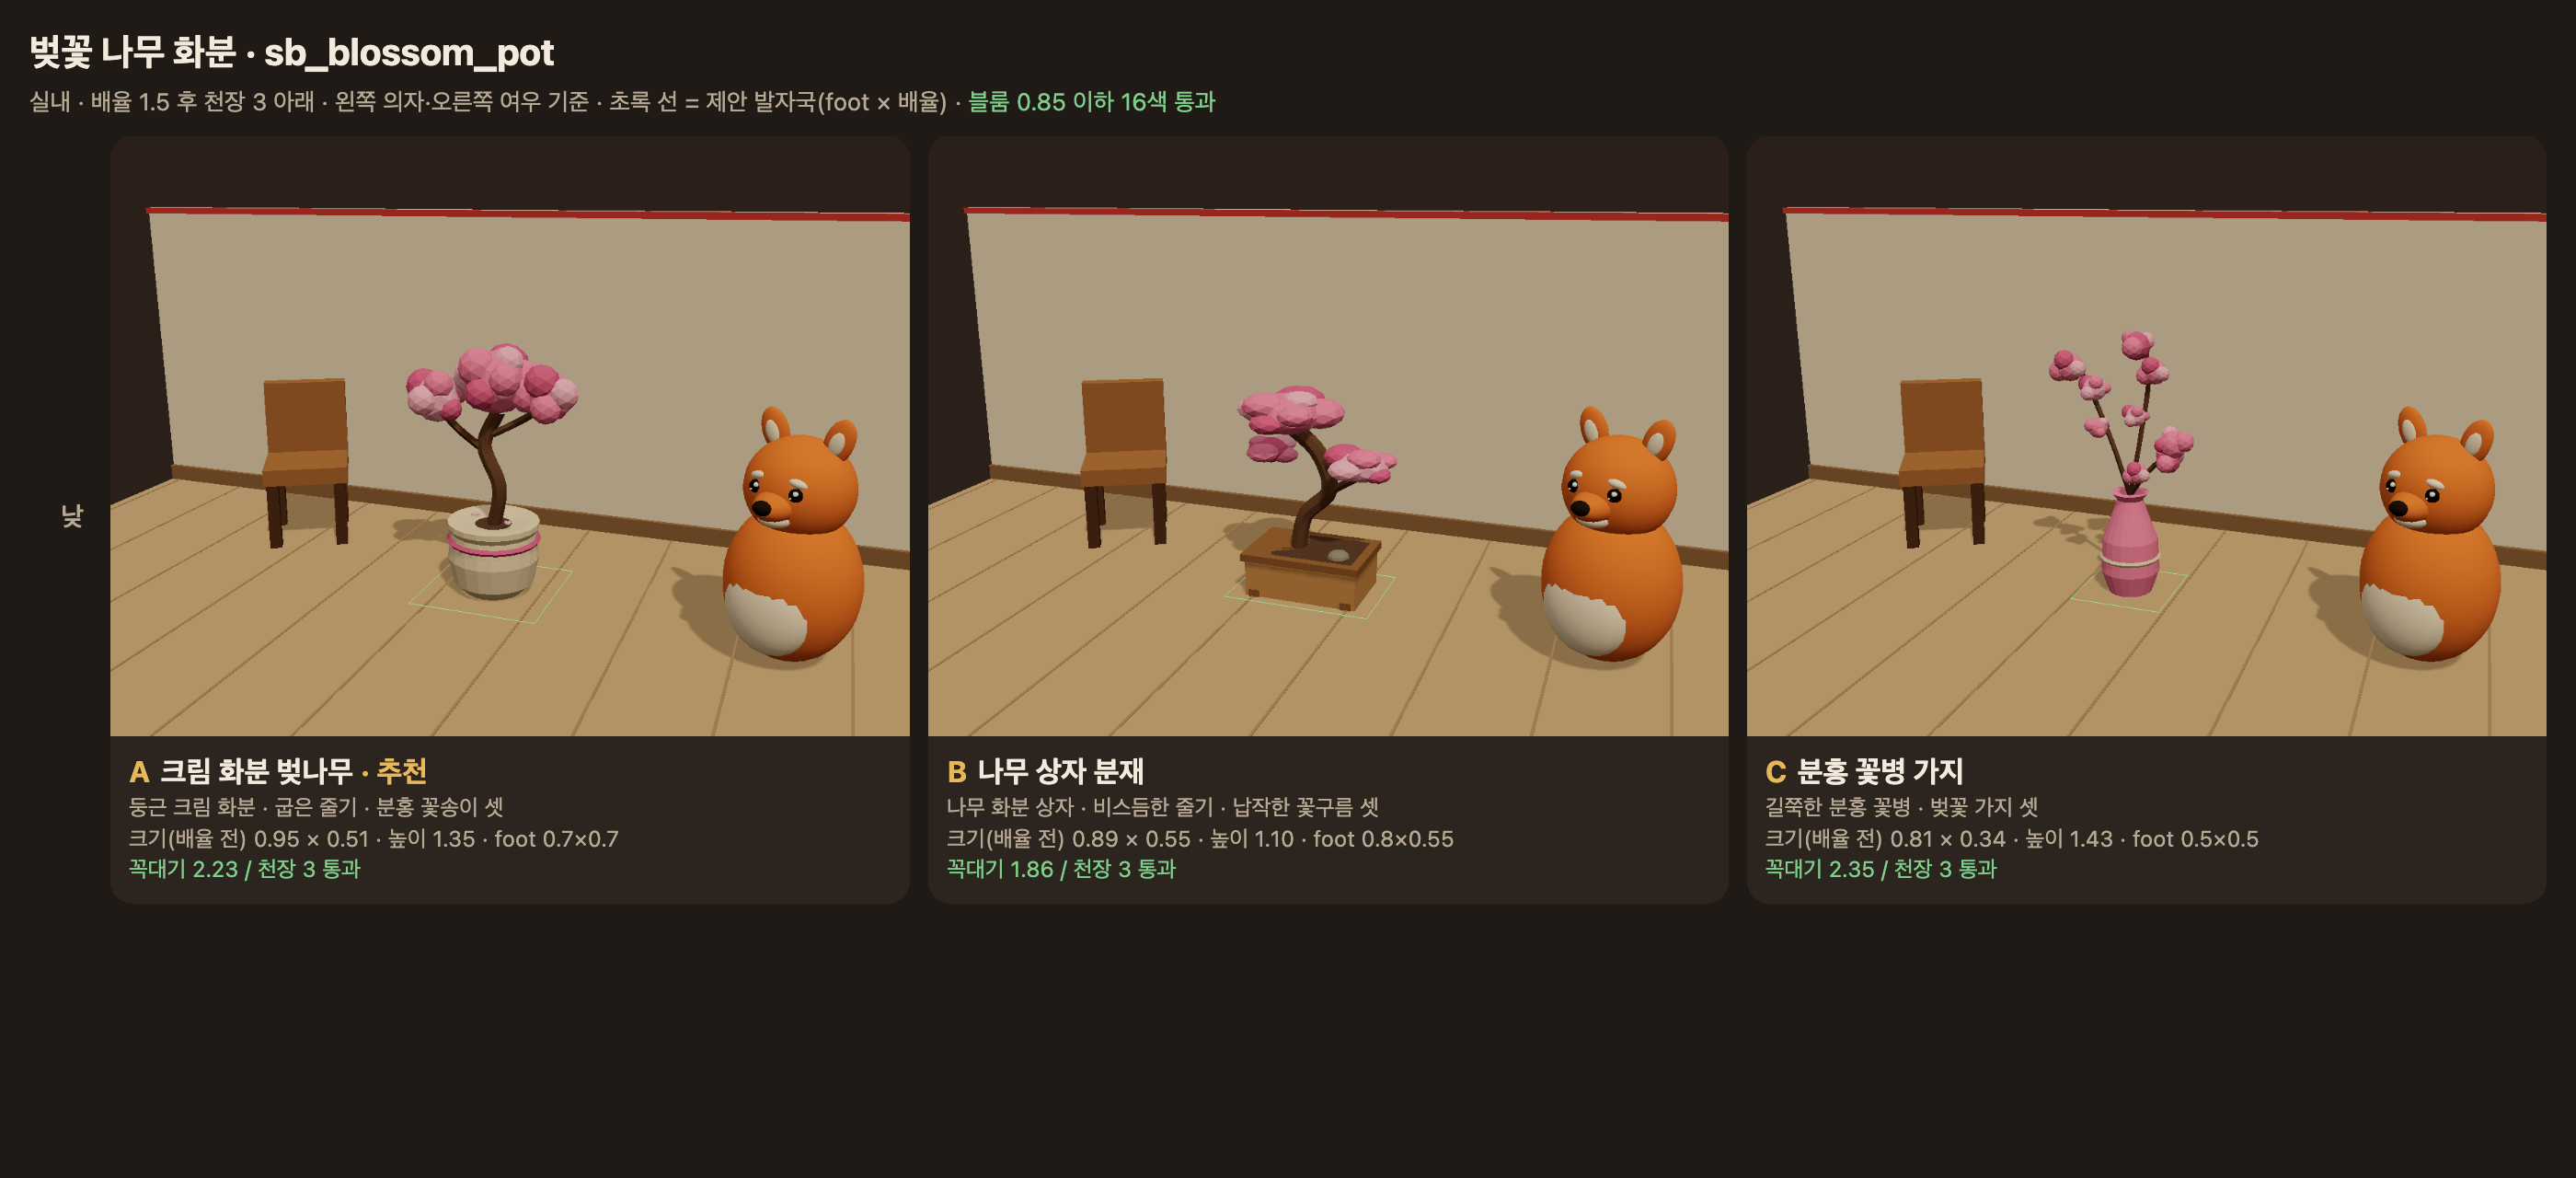 벚꽃 나무 화분 · sb_blossom_pot
실내 · 배율 1.5 후 천장 3 아래 · 왼쪽 의자·오른쪽 여우 기준 · 초록 선 = 제안 발자국(foot × 배율) · 블룸 0.85 이하 16색 통과
낮
A 크림 화분 벚나무 · 추천
둥근 크림 화분 · 굽은 줄기 · 분홍 꽃송이 셋
크기(배율 전) 0.95 × 0.51 · 높이 1.35 · foot 0.7×0.7
꼭대기 2.23 / 천장 3 통과
B 나무 상자 분재
나무 화분 상자 · 비스듬한 줄기 · 납작한 꽃구름 셋
크기(배율 전) 0.89 × 0.55 · 높이 1.10 · foot 0.8×0.55
꼭대기 1.86 / 천장 3 통과
C 분홍 꽃병 가지
길쭉한 분홍 꽃병 · 벚꽃 가지 셋
크기(배율 전) 0.81 × 0.34 · 높이 1.43 · foot 0.5×0.5
꼭대기 2.35 / 천장 3 통과